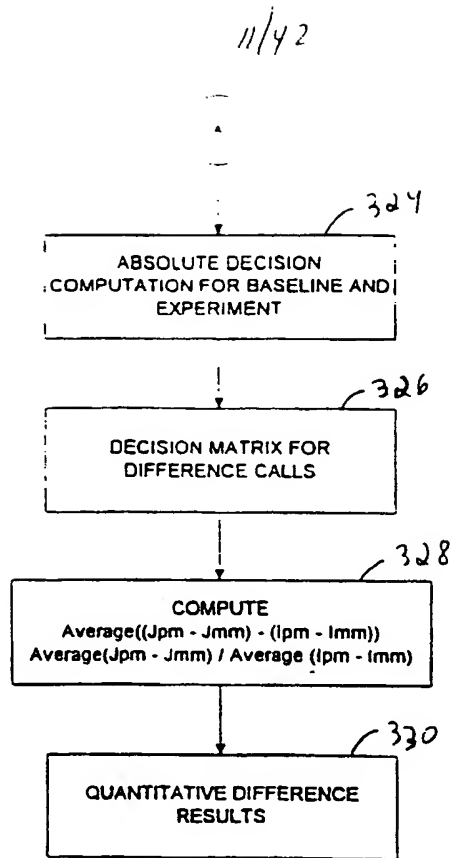 11/42
A
324
ABSOLUTE DECISION
COMPUTATION FOR BASELINE AND
EXPERIMENT
326
DECISION MATRIX FOR
DIFFERENCE CALLS
328
COMPUTE
Average((Jpm - Jmm) - (Ipm - Imm))
Average(Jpm - Jmm) / Average (Ipm - Imm)
330
QUANTITATIVE DIFFERENCE
RESULTS